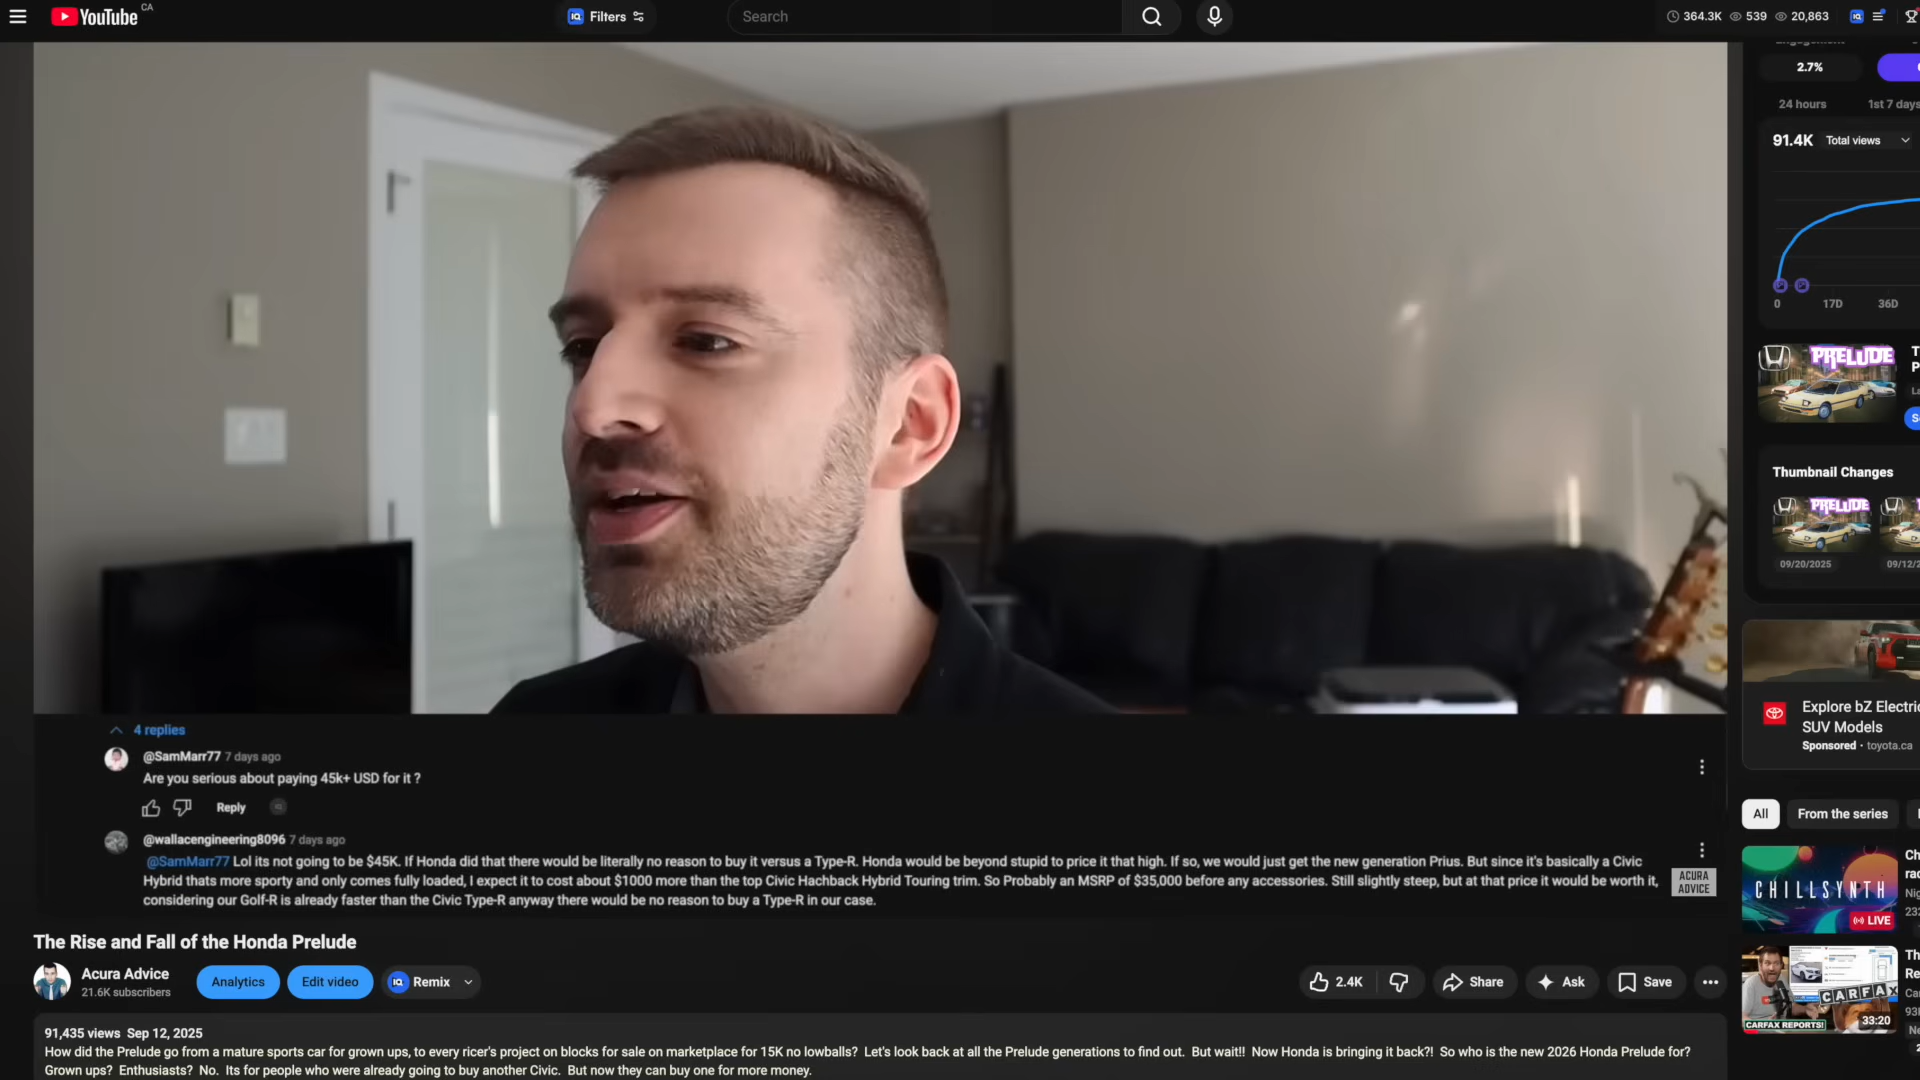 YouTube CA
Filters
Search
364.3K 539 20,863
2.7%
24 hours 1st 7 days
91.4K Total views
0 17D 36D
PRELUDE
Thumbnail Changes
PRELUDE
09/20/2025
Explore bZ Electric
SUV Models
Sponsored · toyota.ca
All From the series
CHILLSYNTH
LIVE
CARFAX
CARFAX REPORTS!
33:20
4 replies
@SamMarr77 7 days ago
Are you serious about paying 45k+ USD for it ?
Reply
@wallacengineering8096 7 days ago
@SamMarr77 Lol its not going to be $45K. If Honda did that there would be literally no reason to buy it versus a Type-R. Honda would be beyond stupid to price it that high. If so, we would just get the new generation Prius. But since it's basically a Civic
Hybrid thats more sporty and only comes fully loaded, I expect it to cost about $1000 more than the top Civic Hachback Hybrid Touring trim. So Probably an MSRP of $35,000 before any accessories. Still slightly steep, but at that price it would be worth it,
considering our Golf-R is already faster than the Civic Type-R anyway there would be no reason to buy a Type-R in our case.
ACURA
ADVICE
The Rise and Fall of the Honda Prelude
Acura Advice
21.6K subscribers
Analytics Edit video Remix
2.4K Share Ask Save
91,435 views Sep 12, 2025
How did the Prelude go from a mature sports car for grown ups, to every ricer's project on blocks for sale on marketplace for 15K no lowballs? Let's look back at all the Prelude generations to find out. But wait!! Now Honda is bringing it back?! So who is the new 2026 Honda Prelude for?
Grown ups? Enthusiasts? No. Its for people who were already going to buy another Civic. But now they can buy one for more money.